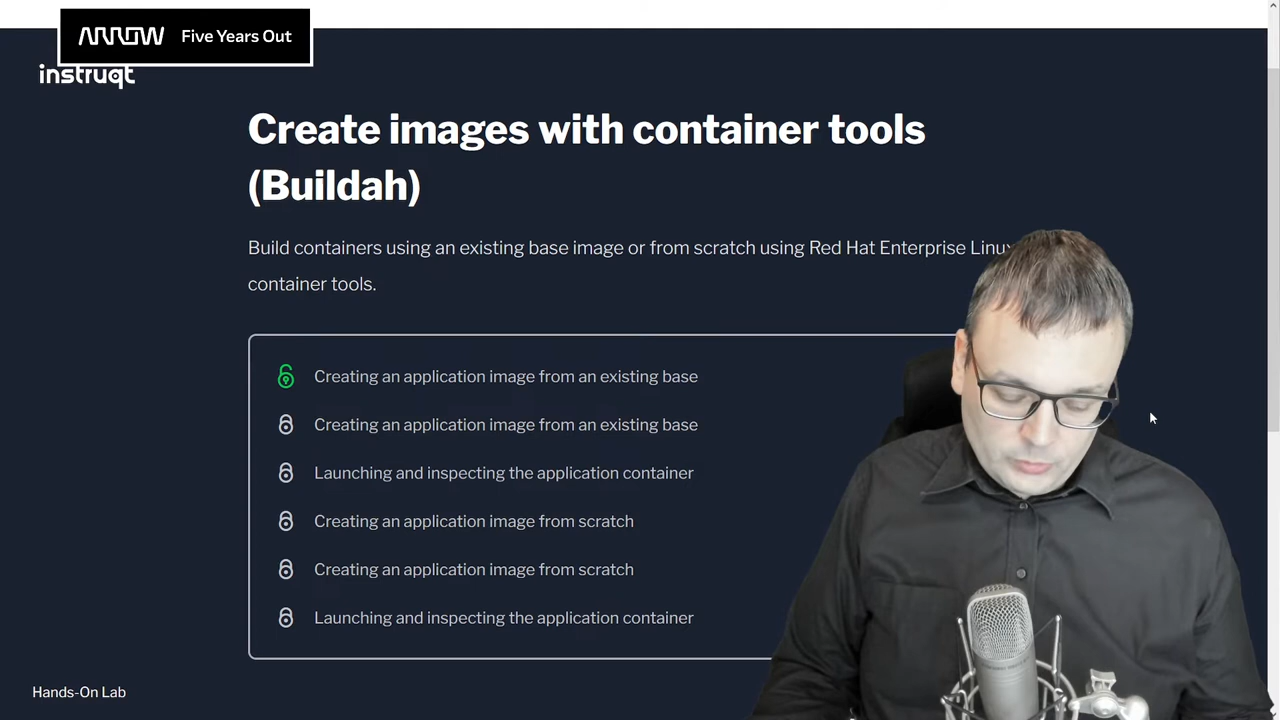 ARROW Five Years Out
instruqt
Create images with container tools
(Buildah)
Build containers using an existing base image or from scratch using Red Hat Enterprise Linux
container tools.
Creating an application image from an existing base
Creating an application image from an existing base
Launching and inspecting the application container
Creating an application image from scratch
Creating an application image from scratch
Launching and inspecting the application container
Hands-On Lab